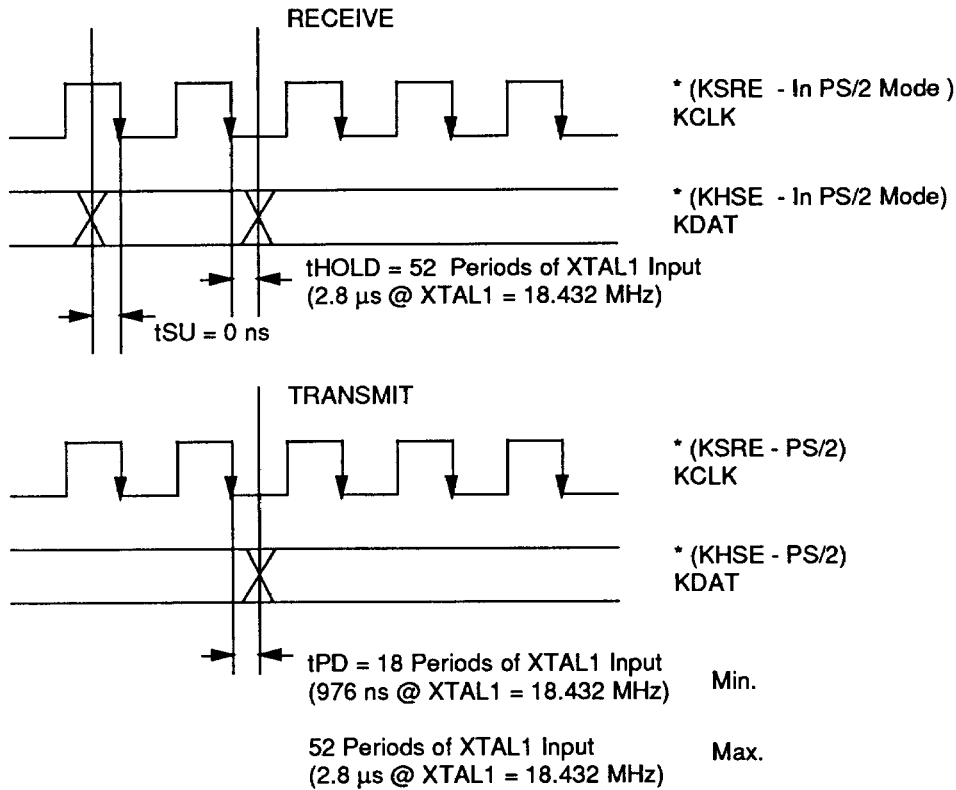 RECEIVE
* (KSRE - In PS/2 Mode )
KCLK
* (KHSE - In PS/2 Mode)
KDAT
tHOLD = 52 Periods of XTAL1 Input
(2.8 µs @ XTAL1 = 18.432 MHz)
tSU = 0 ns
TRANSMIT
* (KSRE - PS/2)
KCLK
* (KHSE - PS/2)
KDAT
tPD = 18 Periods of XTAL1 Input
(976 ns @ XTAL1 = 18.432 MHz) Min.
52 Periods of XTAL1 Input Max.
(2.8 µs @ XTAL1 = 18.432 MHz)